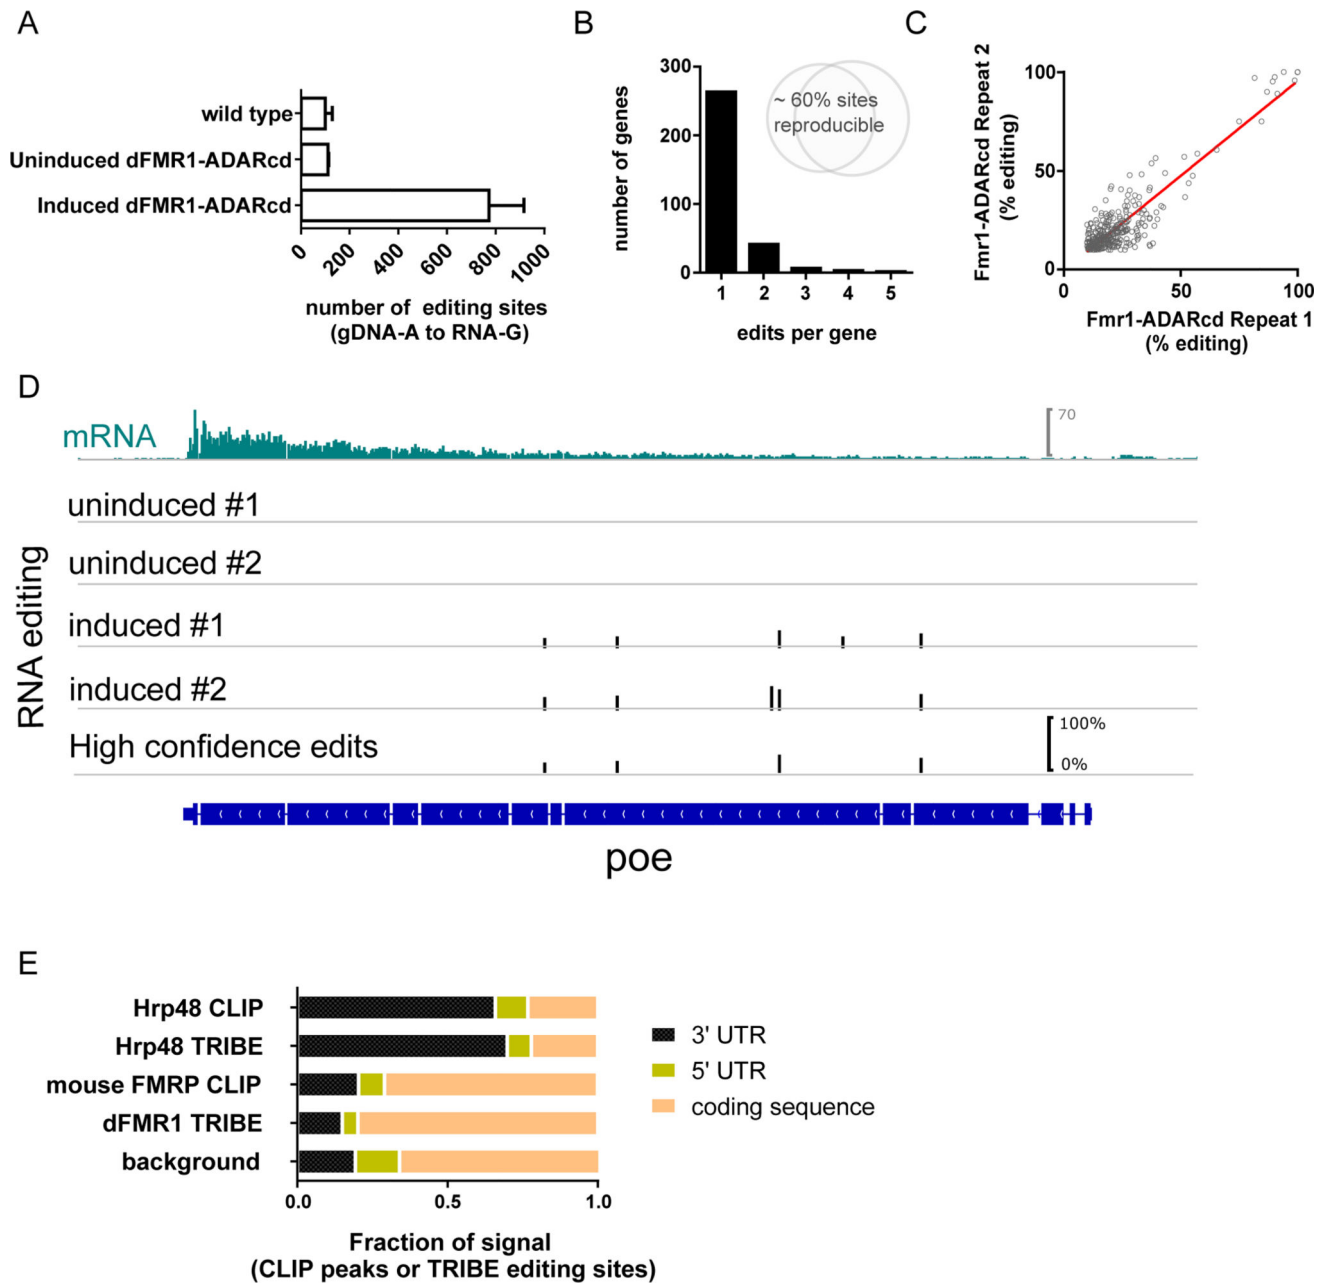 A
wild type
Uninduced dFMR1-ADARcd
Induced dFMR1-ADARcd
0 200 400 600 800 1000
number of editing sites
(gDNA-A to RNA-G)
B
300
200
100
0
number of genes
~ 60% sites
reproducible
1 2 3 4 5
edits per gene
C
Fmr1-ADARcd Repeat 2
(% editing)
100
50
0
0 50 100
Fmr1-ADARcd Repeat 1
(% editing)
D
mRNA
70
RNA editing
uninduced #1
uninduced #2
induced #1
induced #2
High confidence edits
100%
0%
poe
E
Hrp48 CLIP
Hrp48 TRIBE
mouse FMRP CLIP
dFMR1 TRIBE
background
0.0 0.5 1.0
Fraction of signal
(CLIP peaks or TRIBE editing sites)
3' UTR
5' UTR
coding sequence